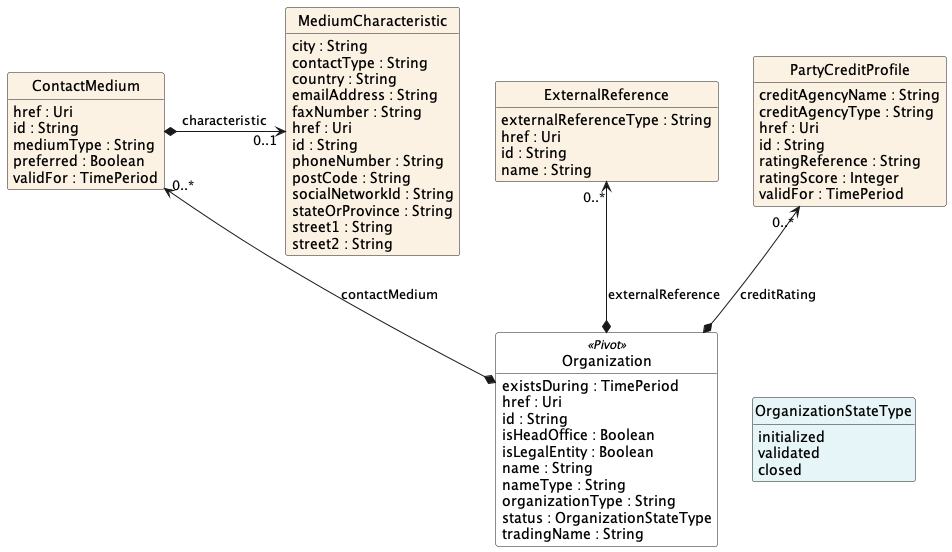 MediumCharacteristic
city : String
contactType : String
country : String
emailAddress : String
faxNumber : String
href : Uri
id : String
phoneNumber : String
postCode : String
socialNetworkId : String
stateOrProvince : String
street1 : String
street2 : String
ContactMedium
href : Uri
id : String
mediumType : String
preferred : Boolean
validFor : TimePeriod
characteristic
0..1
0..*
ExternalReference
externalReferenceType : String
href : Uri
id : String
name : String
0..*
PartyCreditProfile
creditAgencyName : String
creditAgencyType : String
href : Uri
id : String
ratingReference : String
ratingScore : Integer
validFor : TimePeriod
0..*
contactMedium
externalReference
creditRating
«Pivot»
Organization
existsDuring : TimePeriod
href : Uri
id : String
isHeadOffice : Boolean
isLegalEntity : Boolean
name : String
nameType : String
organizationType : String
status : OrganizationStateType
tradingName : String
OrganizationStateType
initialized
validated
closed